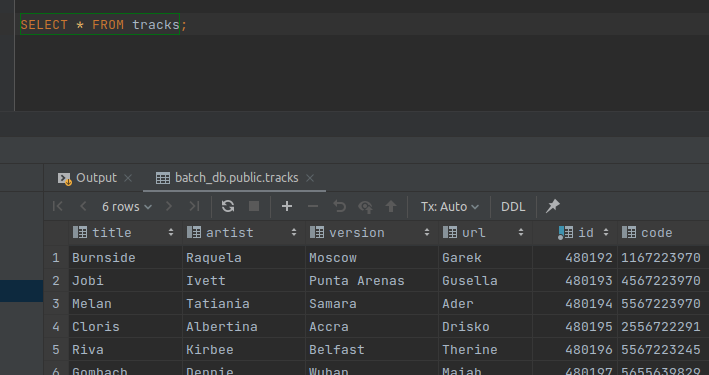 SELECT * FROM tracks;
Output × batch_db.public.tracks ×
6 rows Tx: Auto DDL
title artist version url id code
1 Burnside Raquela Moscow Garek 480192 1167223970
2 Jobi Ivett Punta Arenas Gusella 480193 4567223970
3 Melan Tatiania Samara Ader 480194 5567223970
4 Cloris Albertina Accra Drisko 480195 2556722291
5 Riva Kirbee Belfast Therine 480196 5567223245
6 Gombach Dennie Wuhan Majah 480197 5655639829